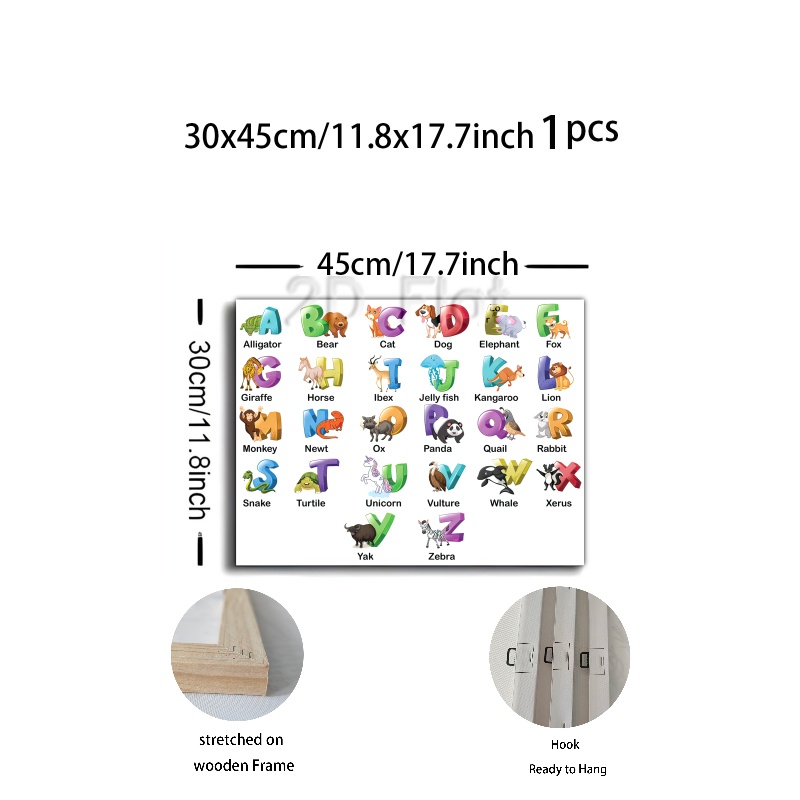 30x45cm/11.8x17.7inch 1pcs
45cm/17.7inch
2D Flat
30cm/11.8inch
A B C D E F
Alligator Bear Cat Dog Elephant Fox
G H I J K L
Giraffe Horse Ibex Jelly fish Kangaroo Lion
M N O P Q R
Monkey Newt Ox Panda Quail Rabbit
S T U V W X
Snake Turtile Unicorn Vulture Whale Xerus
Y Z
Yak Zebra
stretched on
wooden Frame
Hook
Ready to Hang